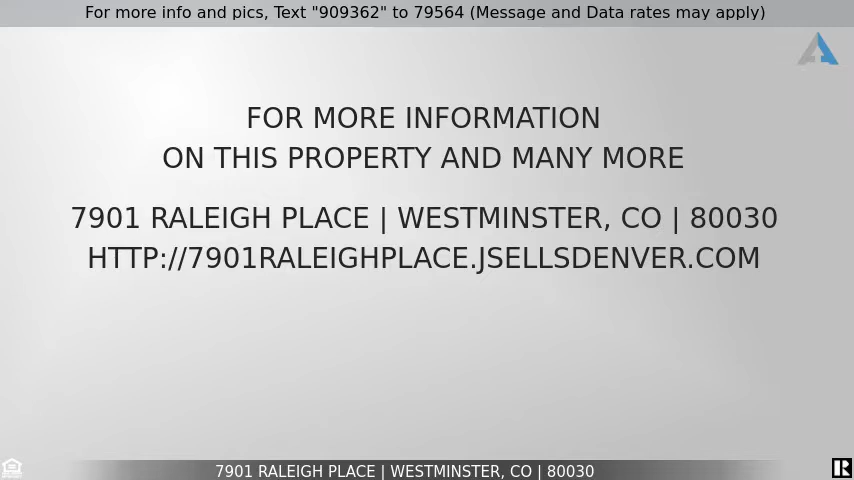 For more info and pics, Text "909362" to 79564 (Message and Data rates may apply)
FOR MORE INFORMATION
ON THIS PROPERTY AND MANY MORE
7901 RALEIGH PLACE | WESTMINSTER, CO | 80030
HTTP://7901RALEIGHPLACE.JSELLSDENVER.COM
7901 RALEIGH PLACE | WESTMINSTER, CO | 80030